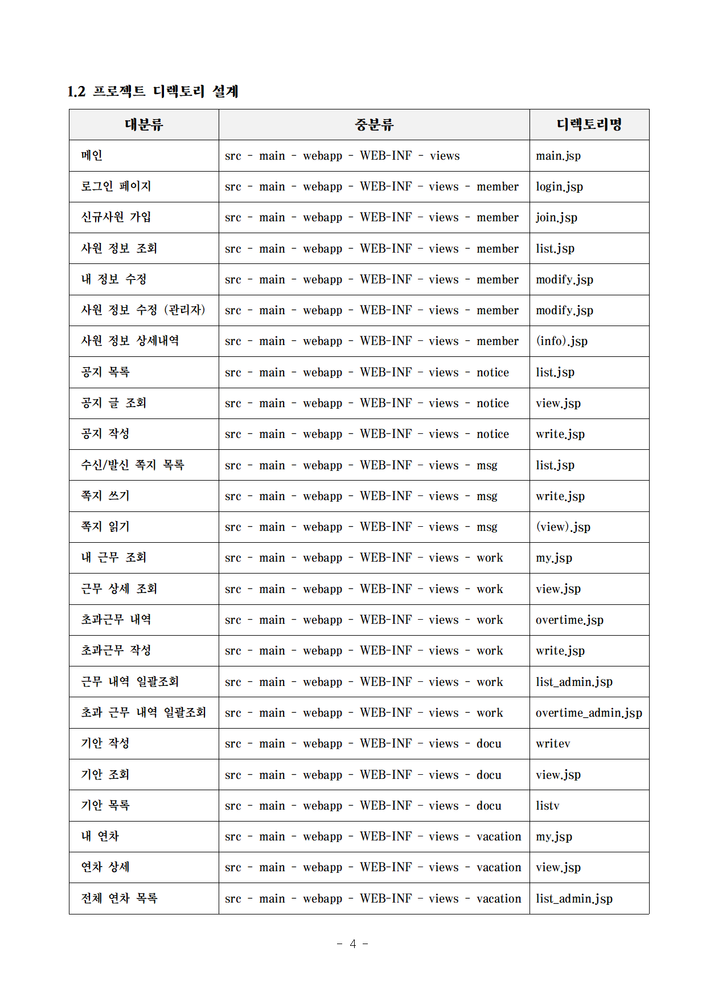 1.2 프로젝트 디렉토리 설계
대분류 중분류 디렉토리명
메인 src - main - webapp - WEB-INF - views main.jsp
로그인 페이지 src - main - webapp - WEB-INF - views - member login.jsp
신규사원 가입 src - main - webapp - WEB-INF - views - member join.jsp
사원 정보 조회 src - main - webapp - WEB-INF - views - member list.jsp
내 정보 수정 src - main - webapp - WEB-INF - views - member modify.jsp
사원 정보 수정 (관리자) src - main - webapp - WEB-INF - views - member modify.jsp
사원 정보 상세내역 src - main - webapp - WEB-INF - views - member (info).jsp
공지 목록 src - main - webapp - WEB-INF - views - notice list.jsp
공지 글 조회 src - main - webapp - WEB-INF - views - notice view.jsp
공지 작성 src - main - webapp - WEB-INF - views - notice write.jsp
수신/발신 쪽지 목록 src - main - webapp - WEB-INF - views - msg list.jsp
쪽지 쓰기 src - main - webapp - WEB-INF - views - msg write.jsp
쪽지 읽기 src - main - webapp - WEB-INF - views - msg (view).jsp
내 근무 조회 src - main - webapp - WEB-INF - views - work my.jsp
근무 상세 조회 src - main - webapp - WEB-INF - views - work view.jsp
초과근무 내역 src - main - webapp - WEB-INF - views - work overtime.jsp
초과근무 작성 src - main - webapp - WEB-INF - views - work write.jsp
근무 내역 일괄조회 src - main - webapp - WEB-INF - views - work list_admin.jsp
초과 근무 내역 일괄조회 src - main - webapp - WEB-INF - views - work overtime_admin.jsp
기안 작성 src - main - webapp - WEB-INF - views - docu writev
기안 조회 src - main - webapp - WEB-INF - views - docu view.jsp
기안 목록 src - main - webapp - WEB-INF - views - docu listv
내 연차 src - main - webapp - WEB-INF - views - vacation my.jsp
연차 상세 src - main - webapp - WEB-INF - views - vacation view.jsp
전체 연차 목록 src - main - webapp - WEB-INF - views - vacation list_admin.jsp
- 4 -